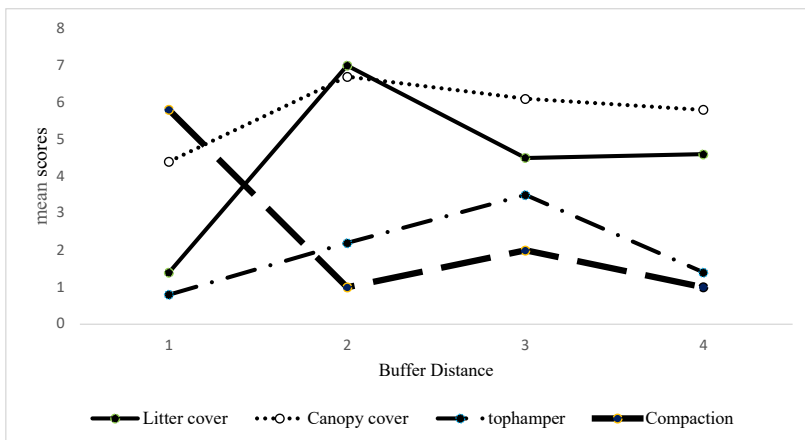 8
7
6
5
4
3
2
1
0
mean scores
1 2 3 4
Buffer Distance
Litter cover Canopy cover tophamper Compaction